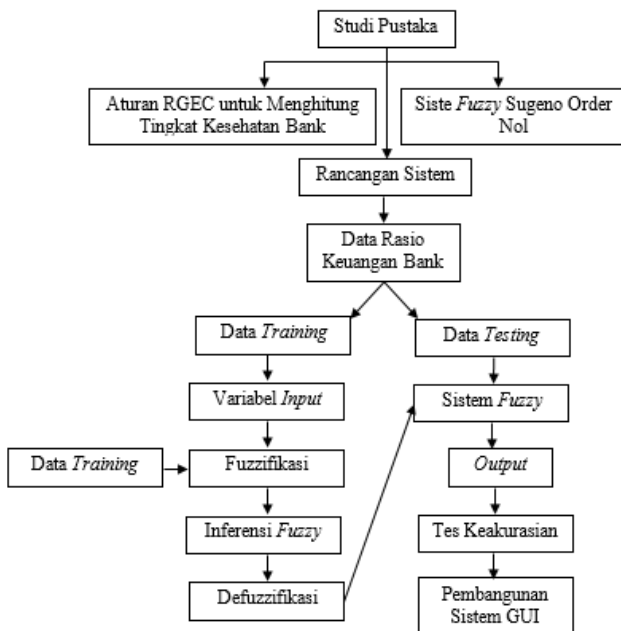 Studi Pustaka
Aturan RGEC untuk Menghitung
Tingkat Kesehatan Bank
Siste Fuzzy Sugeno Order
Nol
Rancangan Sistem
Data Rasio
Keuangan Bank
Data Training
Data Testing
Variabel Input
Sistem Fuzzy
Data Training
Fuzzifikasi
Output
Inferensi Fuzzy
Tes Keakurasian
Defuzzifikasi
Pembangunan
Sistem GUI